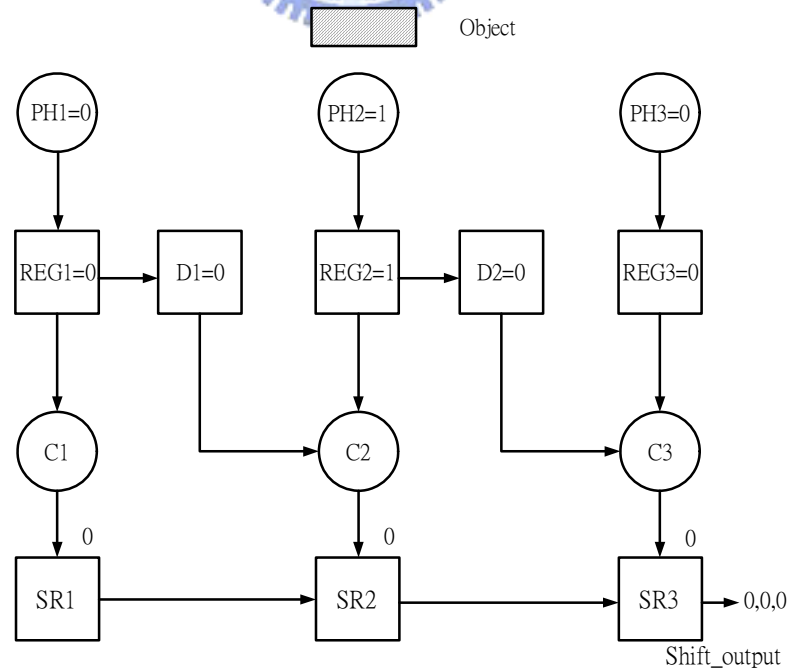 Object
PH1=0
PH2=1
PH3=0
REG1=0
D1=0
REG2=1
D2=0
REG3=0
C1
C2
C3
0
0
0
SR1
SR2
SR3
0,0,0
Shift_output